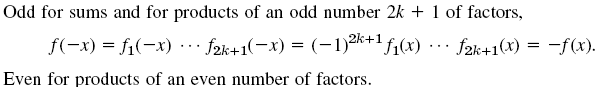 Odd for sums and for products of an odd number 2k + 1 of factors,
f(−x) = f₁(−x) ⋯ f₂ₖ₊₁(−x) = (−1)²ᵏ⁺¹ f₁(x) ⋯ f₂ₖ₊₁(x) = −f(x).
Even for products of an even number of factors.